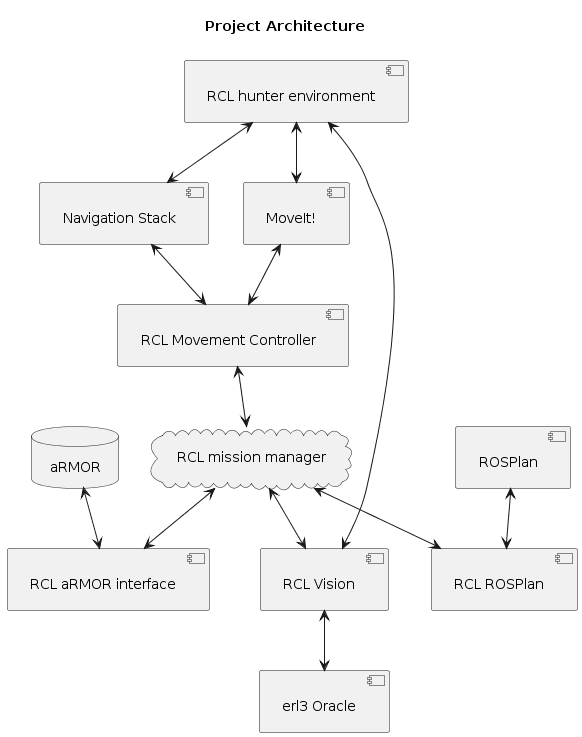 Project Architecture
RCL hunter environment
Navigation Stack
MoveIt!
RCL Movement Controller
aRMOR
RCL mission manager
ROSPlan
RCL aRMOR interface
RCL Vision
RCL ROSPlan
erl3 Oracle